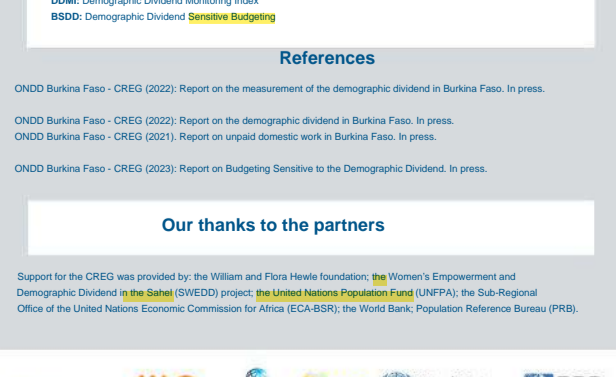 DDMI: Demographic Dividend Monitoring Index
BSDD: Demographic Dividend Sensitive Budgeting
References
ONDD Burkina Faso - CREG (2022): Report on the measurement of the demographic dividend in Burkina Faso. In press.
ONDD Burkina Faso - CREG (2022): Report on the demographic dividend in Burkina Faso. In press.
ONDD Burkina Faso - CREG (2021). Report on unpaid domestic work in Burkina Faso. In press.
ONDD Burkina Faso - CREG (2023): Report on Budgeting Sensitive to the Demographic Dividend. In press.
Our thanks to the partners
Support for the CREG was provided by: the William and Flora Hewle foundation; the Women's Empowerment and
Demographic Dividend in the Sahel (SWEDD) project; the United Nations Population Fund (UNFPA); the Sub-Regional
Office of the United Nations Economic Commission for Africa (ECA-BSR); the World Bank; Population Reference Bureau (PRB).